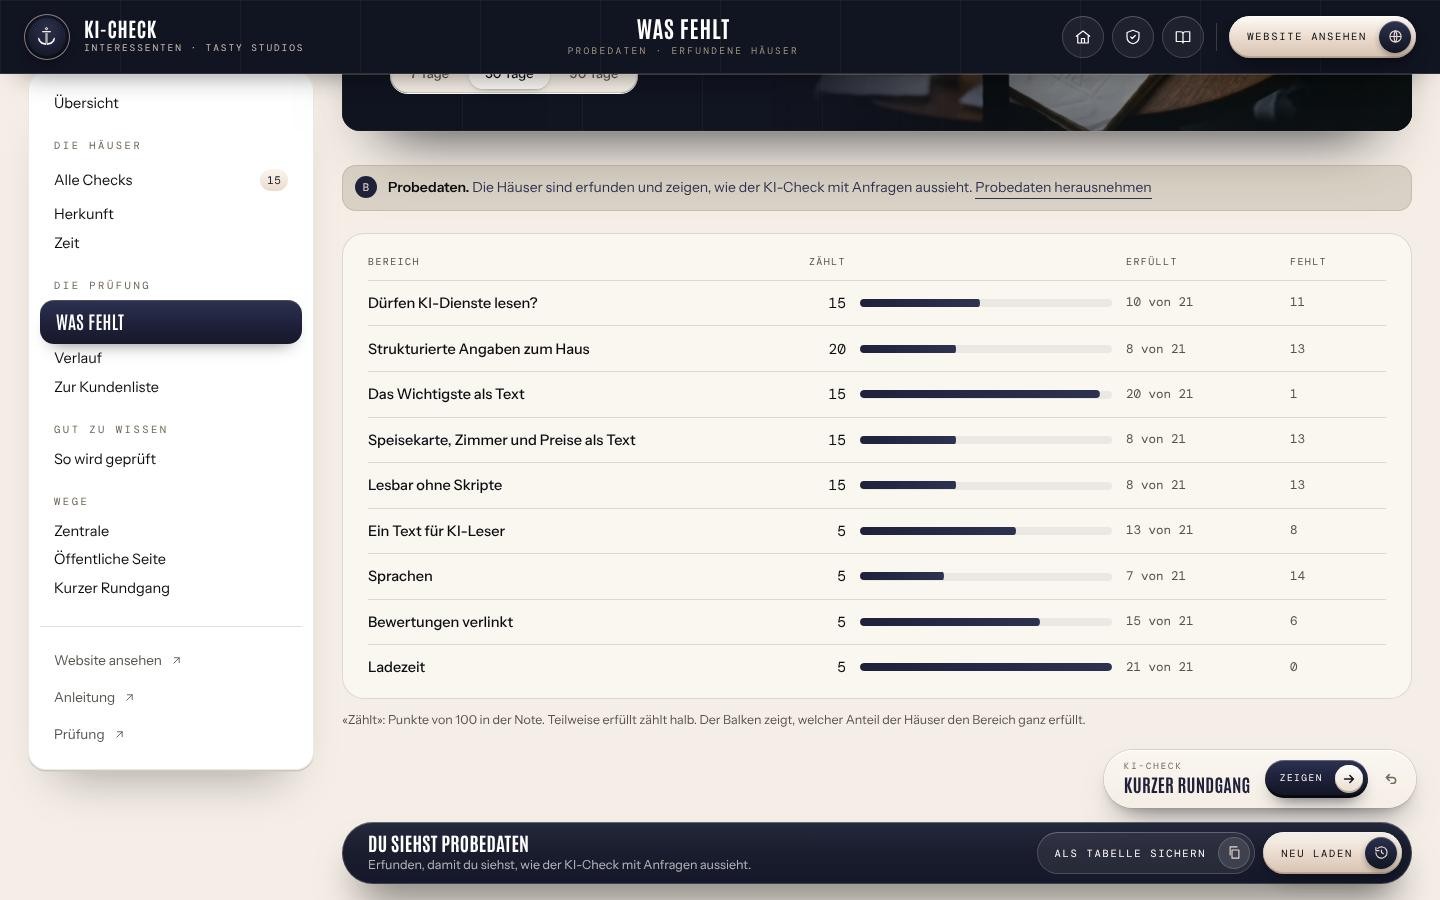 KI-CHECK
INTERESSENTEN · TASTY STUDIOS
WAS FEHLT
PROBEDATEN · ERFUNDENE HÄUSER
WEBSITE ANSEHEN
7 Tage
30 Tage
90 Tage
Übersicht
DIE HÄUSER
Alle Checks
15
Herkunft
Zeit
DIE PRÜFUNG
WAS FEHLT
Verlauf
Zur Kundenliste
GUT ZU WISSEN
So wird geprüft
WEGE
Zentrale
Öffentliche Seite
Kurzer Rundgang
Website ansehen
Anleitung
Prüfung
B Probedaten. Die Häuser sind erfunden und zeigen, wie der KI-Check mit Anfragen aussieht. Probedaten herausnehmen
BEREICH ZÄHLT ERFÜLLT FEHLT
Dürfen KI-Dienste lesen? 15 10 von 21 11
Strukturierte Angaben zum Haus 20 8 von 21 13
Das Wichtigste als Text 15 20 von 21 1
Speisekarte, Zimmer und Preise als Text 15 8 von 21 13
Lesbar ohne Skripte 15 8 von 21 13
Ein Text für KI-Leser 5 13 von 21 8
Sprachen 5 7 von 21 14
Bewertungen verlinkt 5 15 von 21 6
Ladezeit 5 21 von 21 0
«Zählt»: Punkte von 100 in der Note. Teilweise erfüllt zählt halb. Der Balken zeigt, welcher Anteil der Häuser den Bereich ganz erfüllt.
KI-CHECK
KURZER RUNDGANG
ZEIGEN
DU SIEHST PROBEDATEN
Erfunden, damit du siehst, wie der KI-Check mit Anfragen aussieht.
ALS TABELLE SICHERN
NEU LADEN